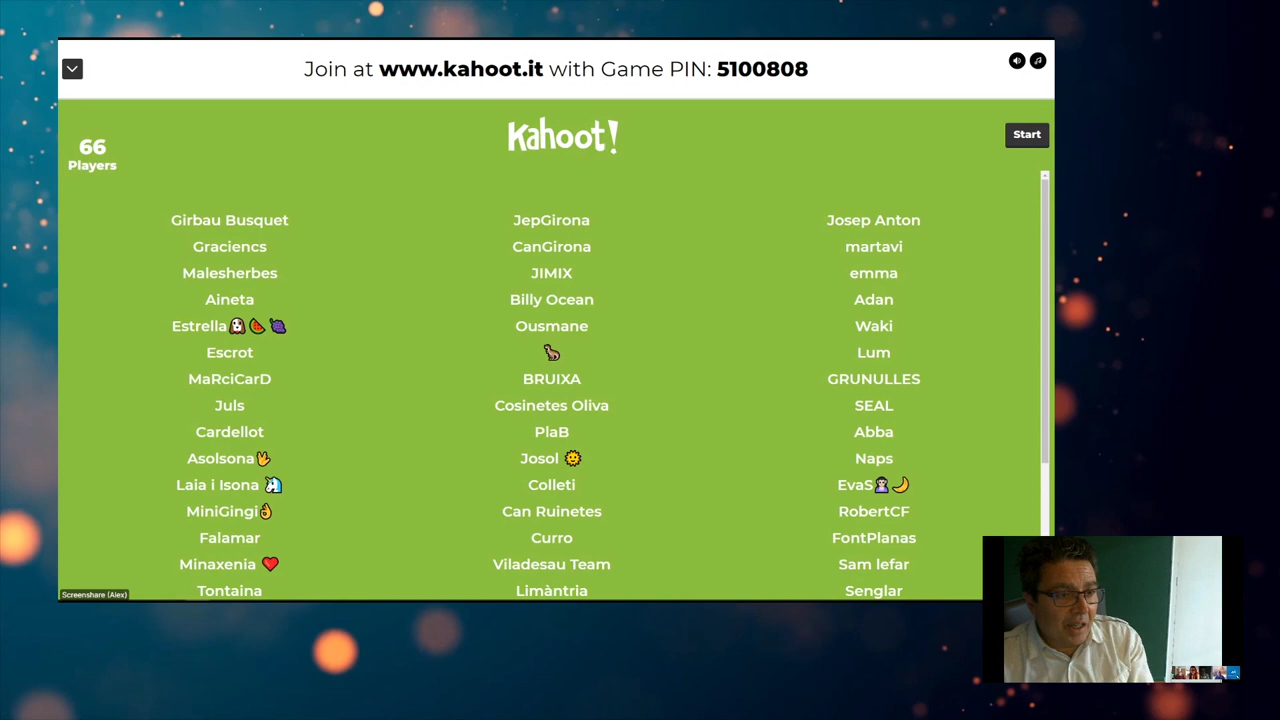 Join at www.kahoot.it with Game PIN: 5100808
66
Players
Kahoot!
Start
Girbau Busquet JepGirona Josep Anton
Graciencs CanGirona martavi
Malesherbes JIMIX emma
Aineta Billy Ocean Adan
Estrella🐶🍉🍇 Ousmane Waki
Escrot Lum
MaRciCarD BRUIXA GRUNULLES
Juls Cosinetes Oliva SEAL
Cardellot PlaB Abba
Asolsona🖖 Josol 🌞 Naps
Laia i Isona 🦄 Colleti EvaS🙍🏻‍♀️🌙
MiniGingi👌 Can Ruinetes RobertCF
Falamar Curro FontPlanas
Minaxenia ❤️ Viladesau Team Sam lefar
Tontaina Limàntria Senglar
Screenshare (Alex)